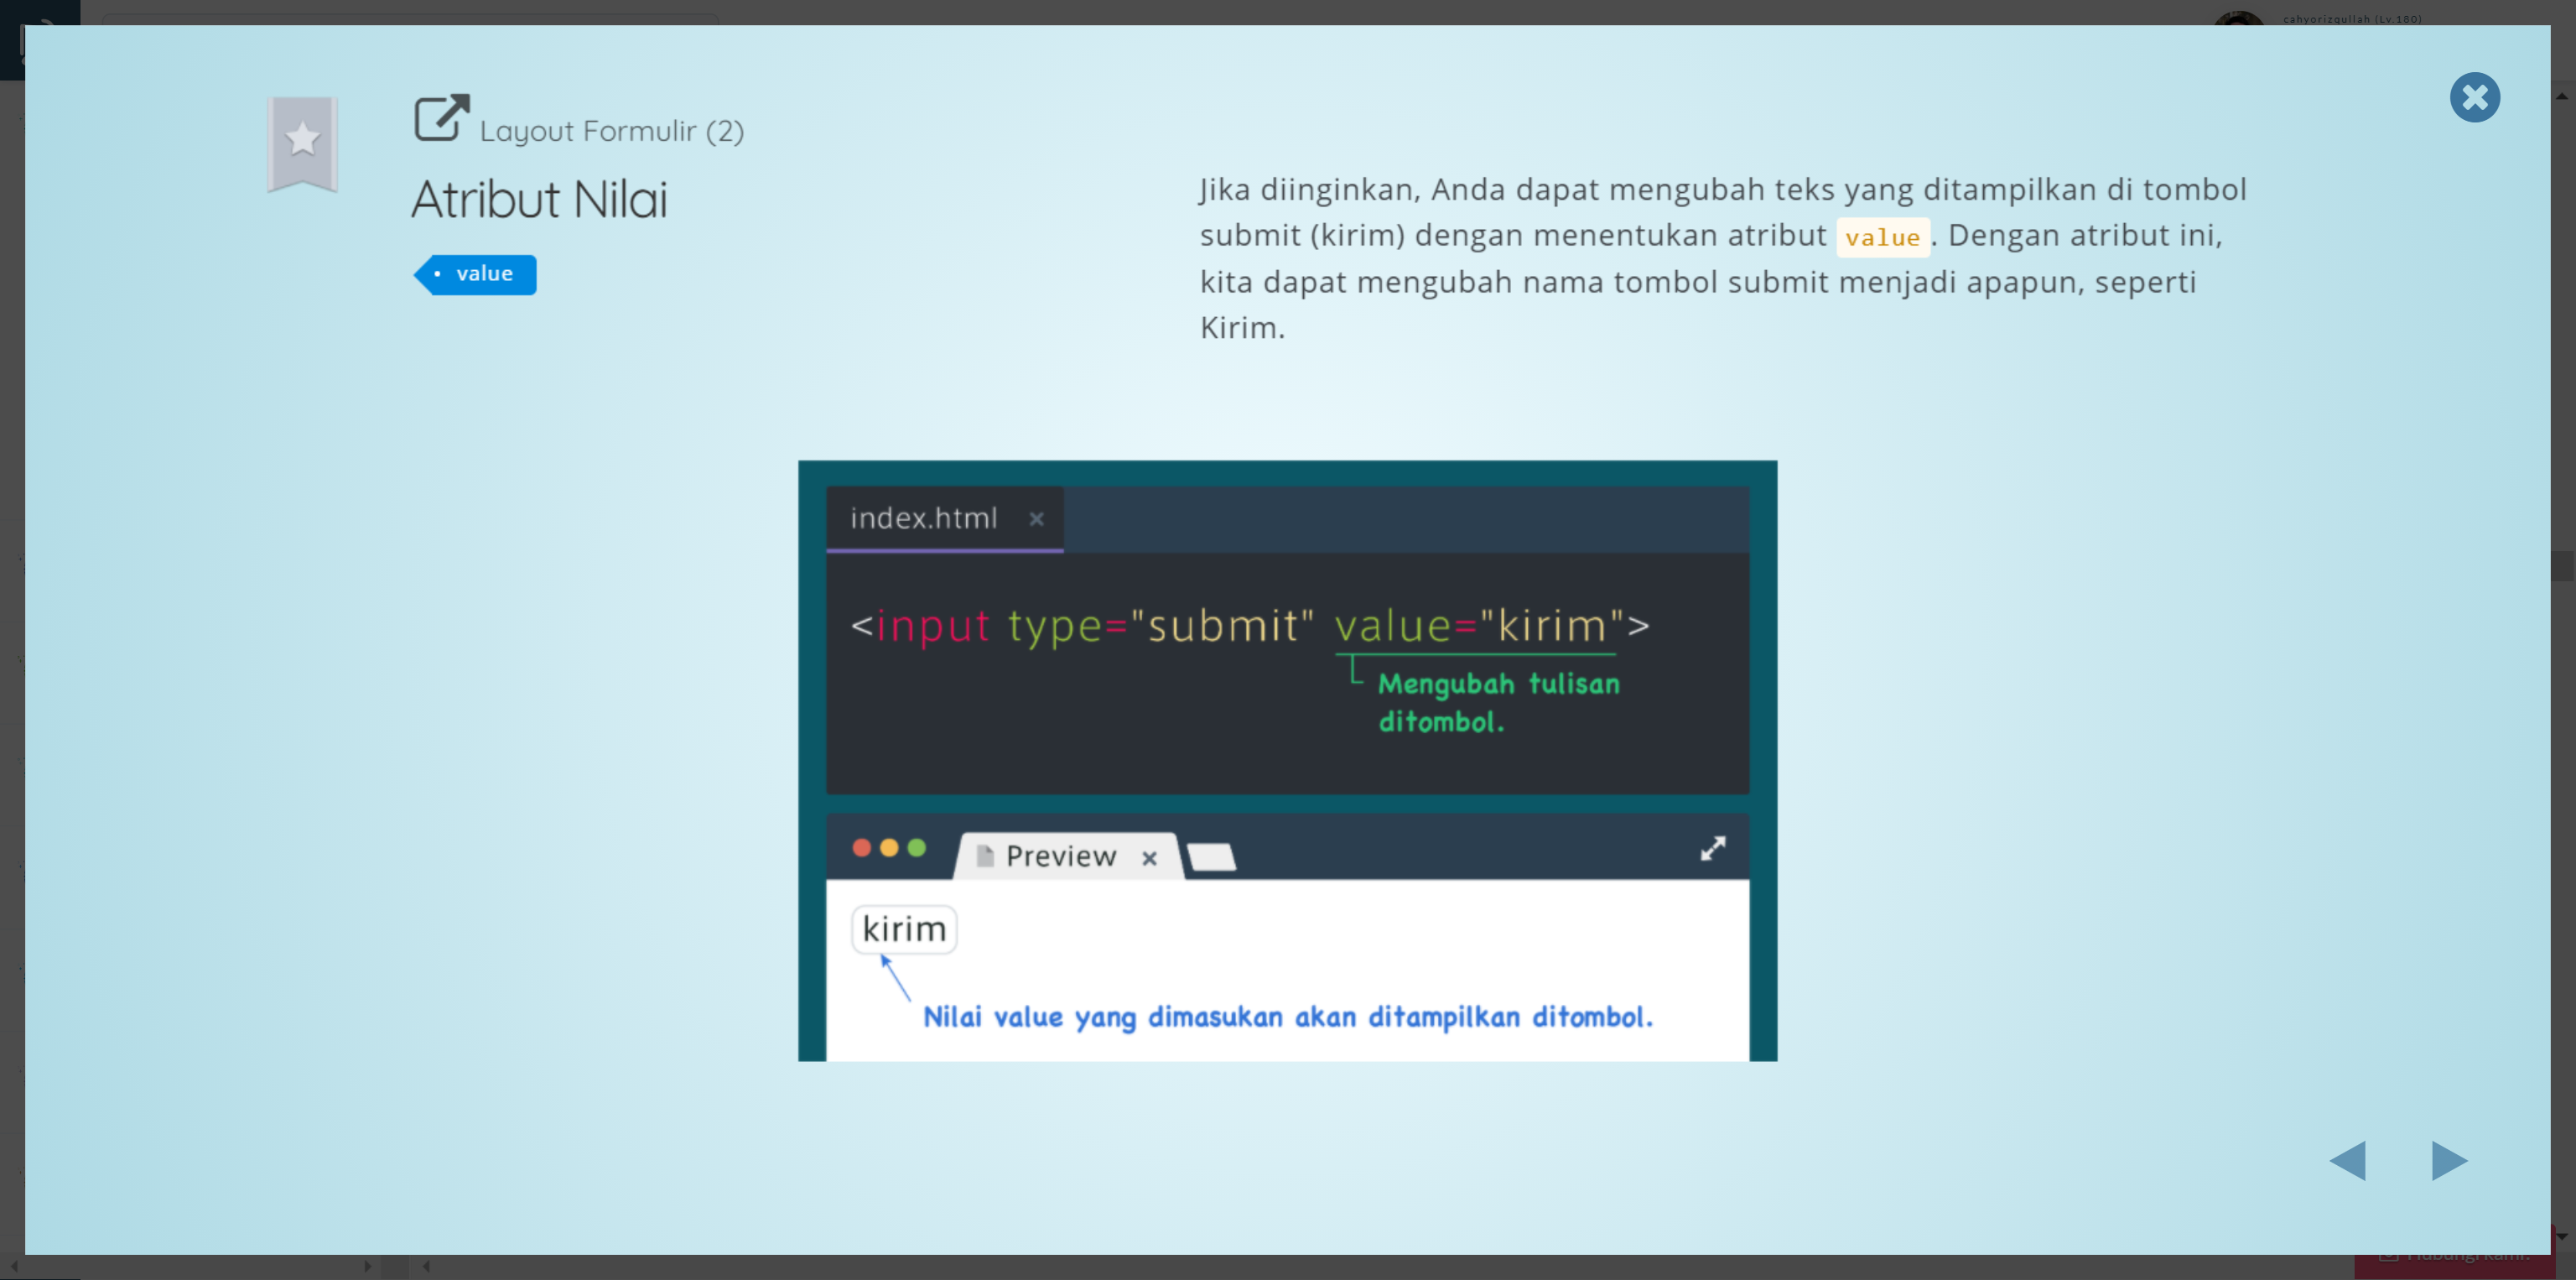 cahyorizqullah (Lv.180)
Layout Formulir (2)
Atribut Nilai
value
Jika diinginkan, Anda dapat mengubah teks yang ditampilkan di tombol
submit (kirim) dengan menentukan atribut value. Dengan atribut ini,
kita dapat mengubah nama tombol submit menjadi apapun, seperti
Kirim.
index.html ×
<input type="submit" value="kirim">
Mengubah tulisan
ditombol.
Preview ×
kirim
Nilai value yang dimasukan akan ditampilkan ditombol.
Hubungi kami.